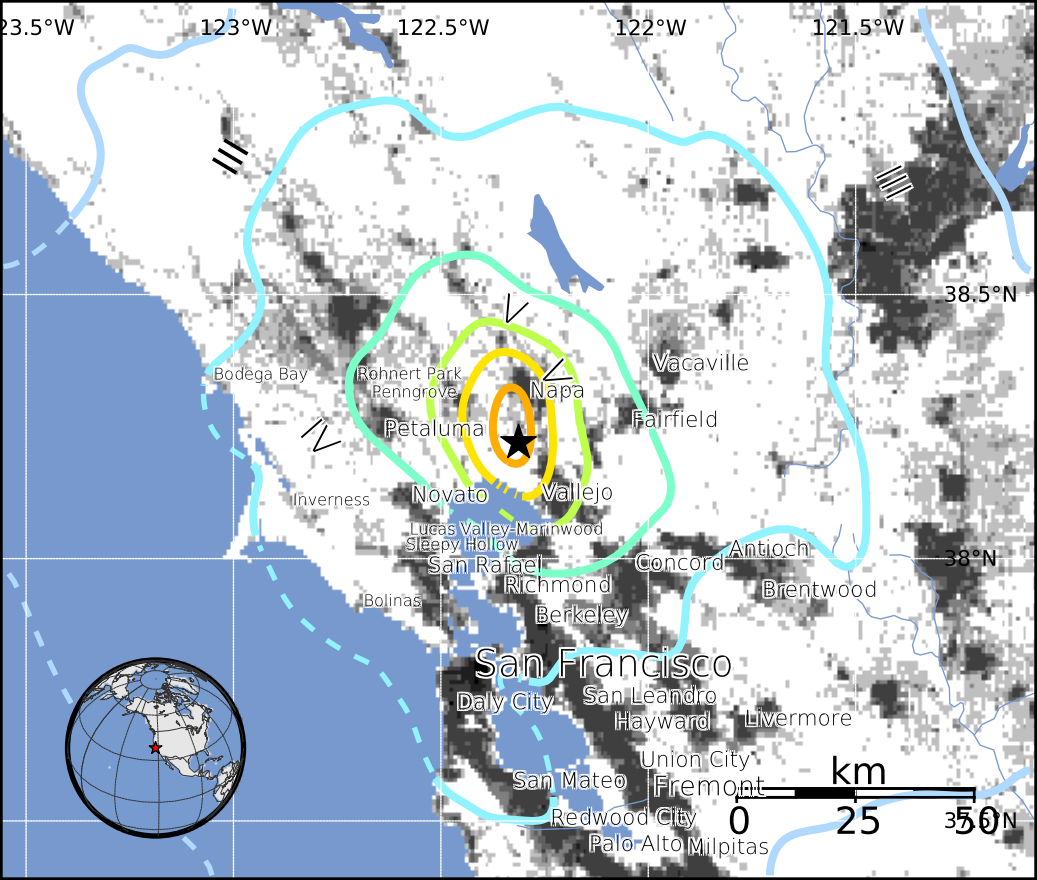 23.5°W 123°W 122.5°W 122°W 121.5°W
III
III
38.5°N
V
Vacaville
Bodega Bay
Rohnert Park
V
Penngrove
Napa
Fairfield
Petaluma
IV
Novato
Vallejo
Inverness
Lucas Valley-Marinwood
Sleepy Hollow
Antioch
38°N
San Rafael
Concord
Richmond
Brentwood
Bolinas
Berkeley
San Francisco
San Leandro
Daly City
Livermore
Hayward
Union City
km
San Mateo
Fremont
Redwood City
0 25 50
37.5°N
Palo Alto
Milpitas